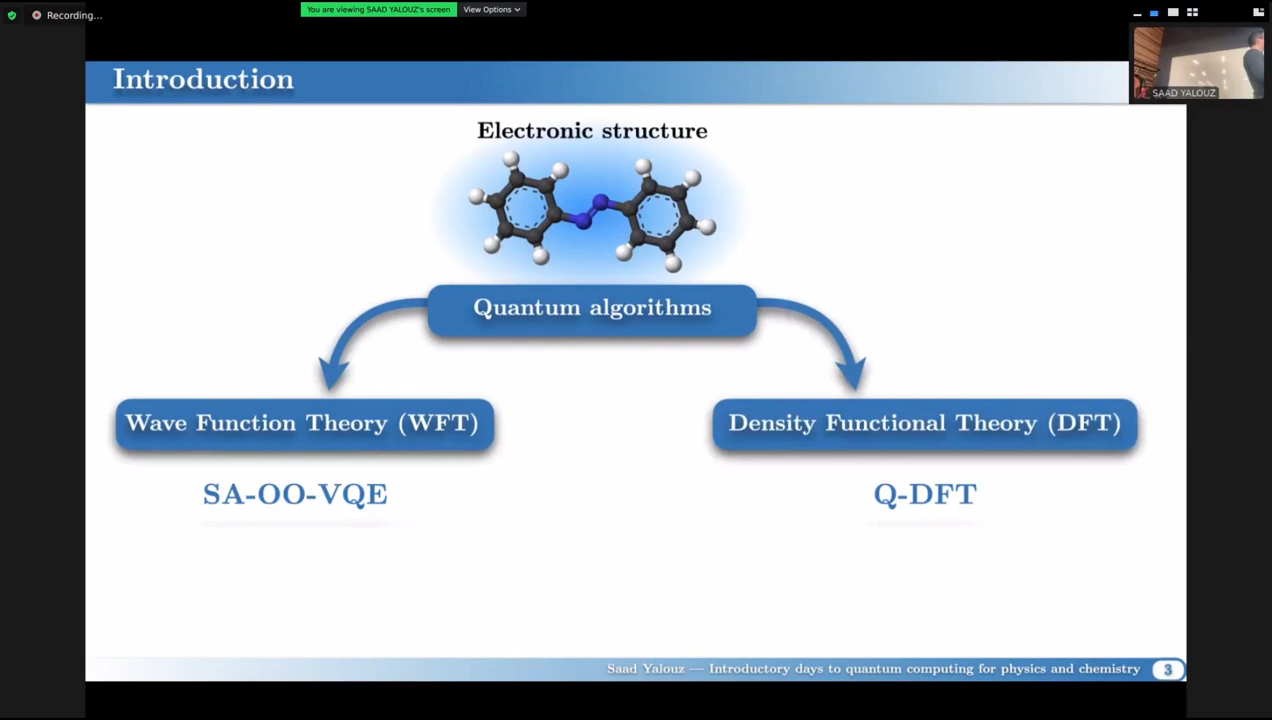 Recording...
You are viewing SAAD YALOUZ's screen
View Options
Introduction
SAAD YALOUZ
Electronic structure
Quantum algorithms
Wave Function Theory (WFT)
Density Functional Theory (DFT)
SA-OO-VQE
Q-DFT
Saad Yalouz — Introductory days to quantum computing for physics and chemistry
3